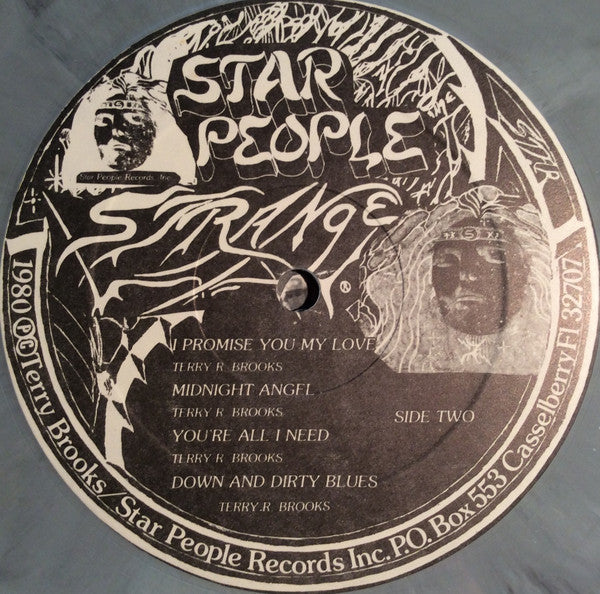 STAR
PEOPLE
Star People Records, Inc.
STRANGE
®
STAR
I PROMISE YOU MY LOVE
TERRY R. BROOKS
MIDNIGHT ANGEL
TERRY R. BROOKS
YOU'RE ALL I NEED
TERRY R. BROOKS
DOWN AND DIRTY BLUES
TERRY.R BROOKS
SIDE TWO
1980 ℗© Terry Brooks/Star People Records Inc. P.O. Box 553 Casselberry Fl 32707